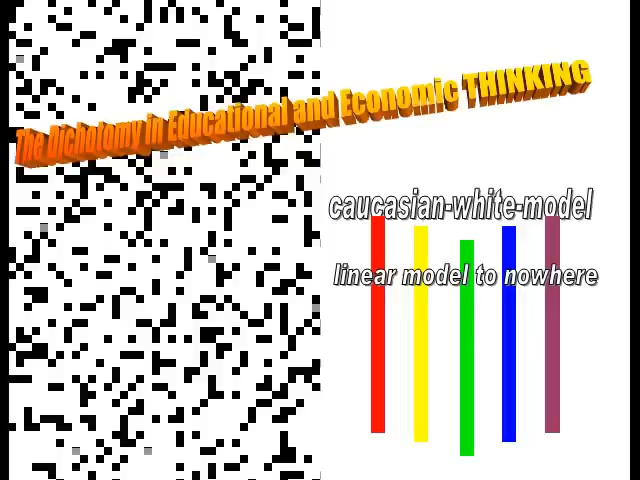 The Dichotomy in Educational and Economic THINKING
caucasian-white-model
linear model to nowhere